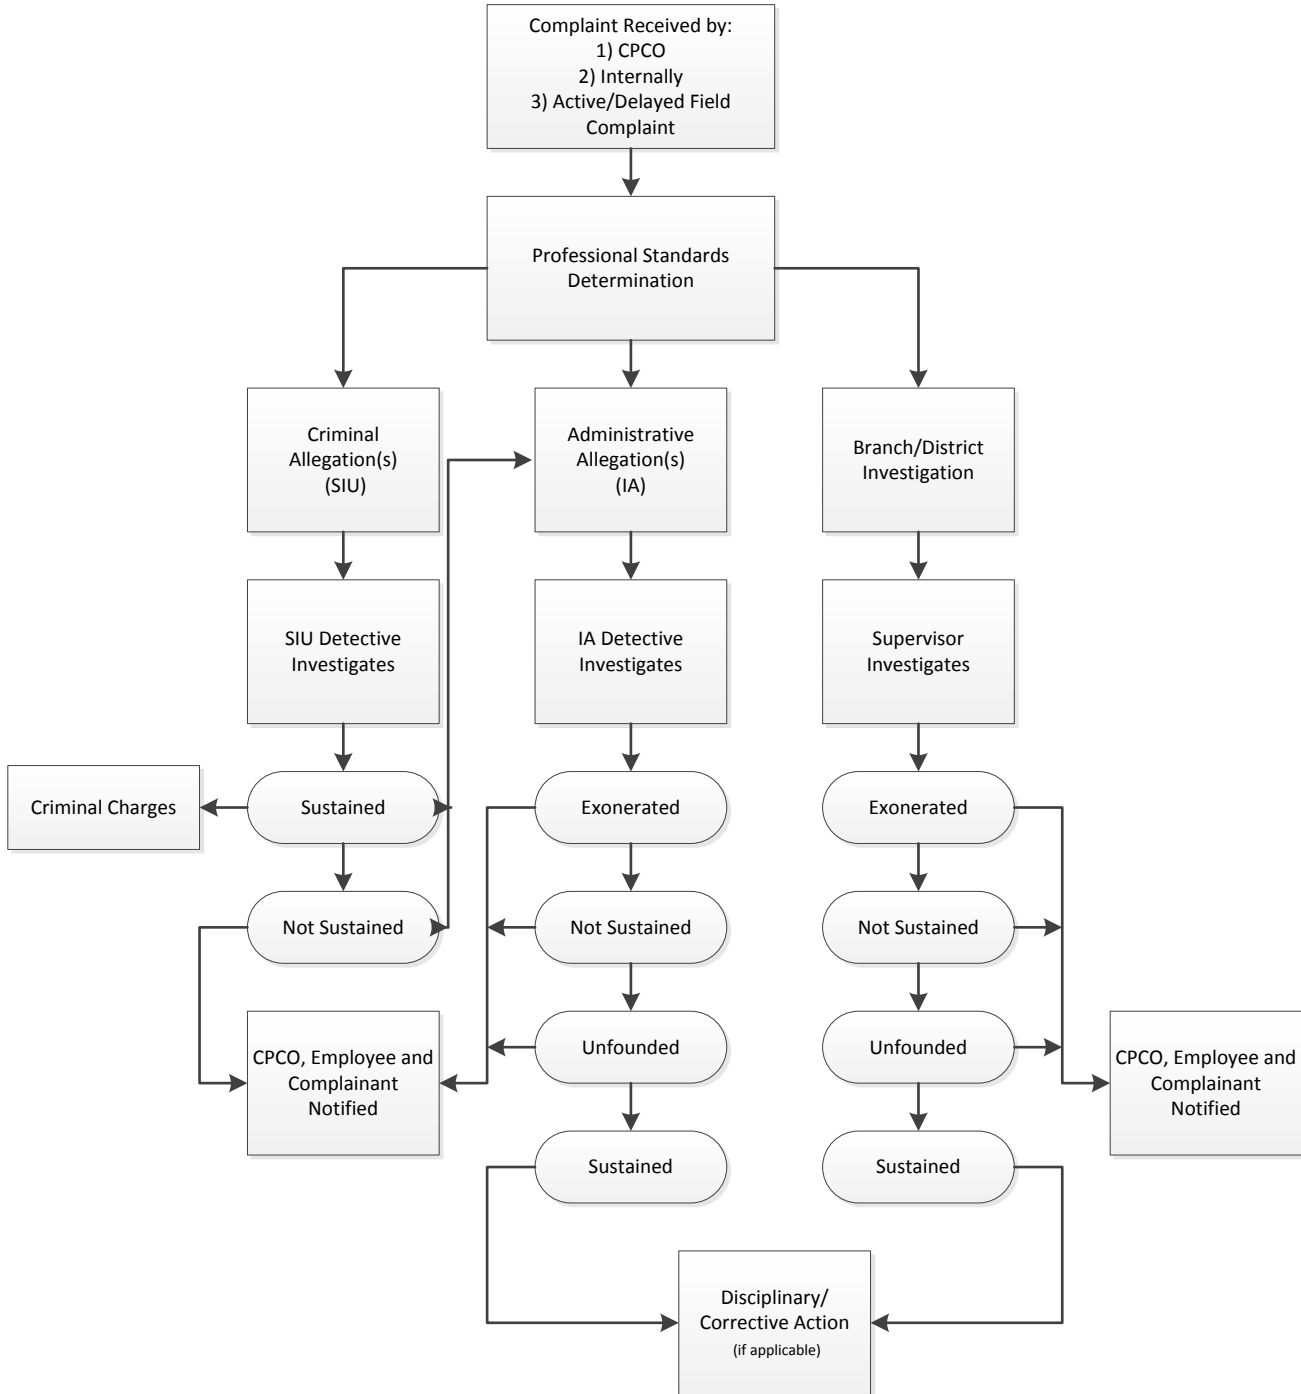 Complaint Received by:
1) CPCO
2) Internally
3) Active/Delayed Field
Complaint
Professional Standards
Determination
Criminal
Allegation(s)
(SIU)
Administrative
Allegation(s)
(IA)
Branch/District
Investigation
SIU Detective
Investigates
IA Detective
Investigates
Supervisor
Investigates
Criminal Charges
Sustained
Exonerated
Exonerated
Not Sustained
Not Sustained
Not Sustained
CPCO, Employee and
Complainant
Notified
Unfounded
Unfounded
CPCO, Employee and
Complainant
Notified
Sustained
Sustained
Disciplinary/
Corrective Action
(if applicable)